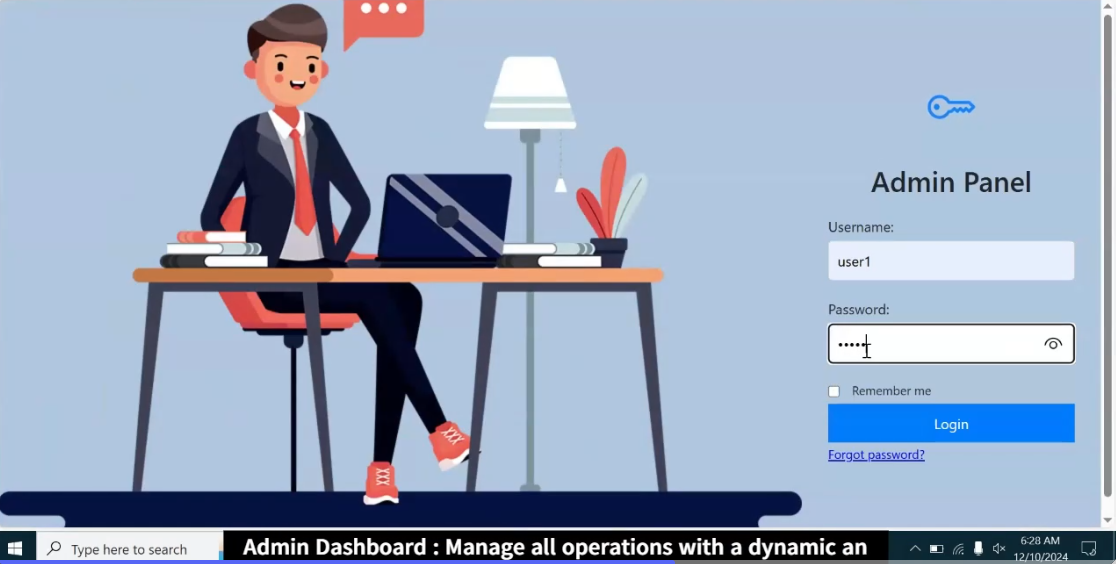 Admin Panel
Username:
user1
Password:
•••••
Remember me
Login
Forgot password?
Type here to search
Admin Dashboard : Manage all operations with a dynamic an
6:28 AM
12/10/2024